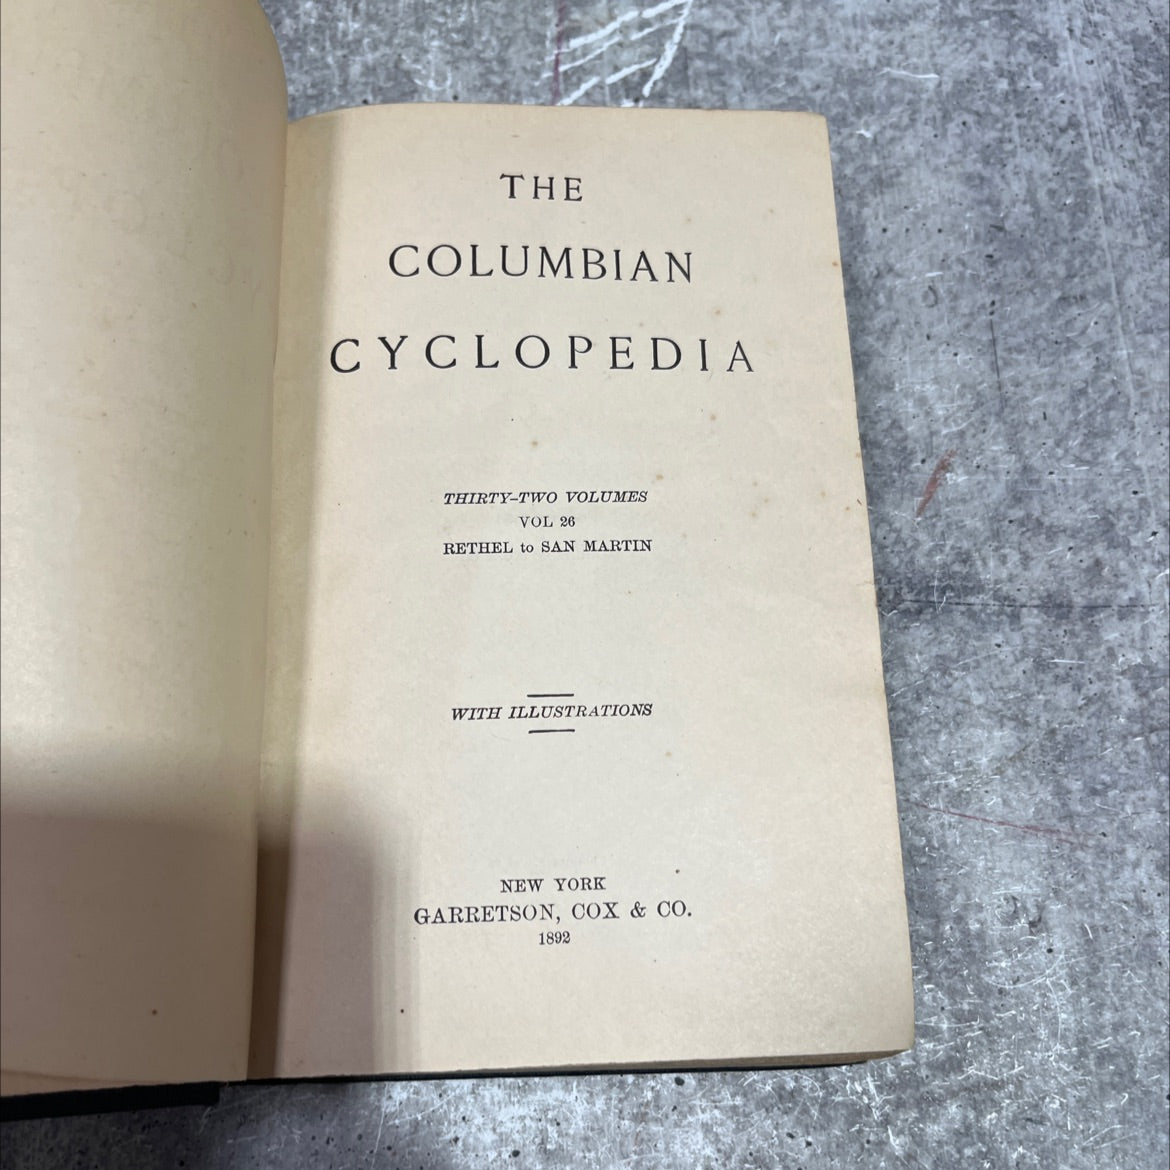 THE
COLUMBIAN
CYCLOPEDIA
THIRTY-TWO VOLUMES
VOL 26
RETHEL to SAN MARTIN
WITH ILLUSTRATIONS
NEW YORK
GARRETSON, COX & CO.
1892